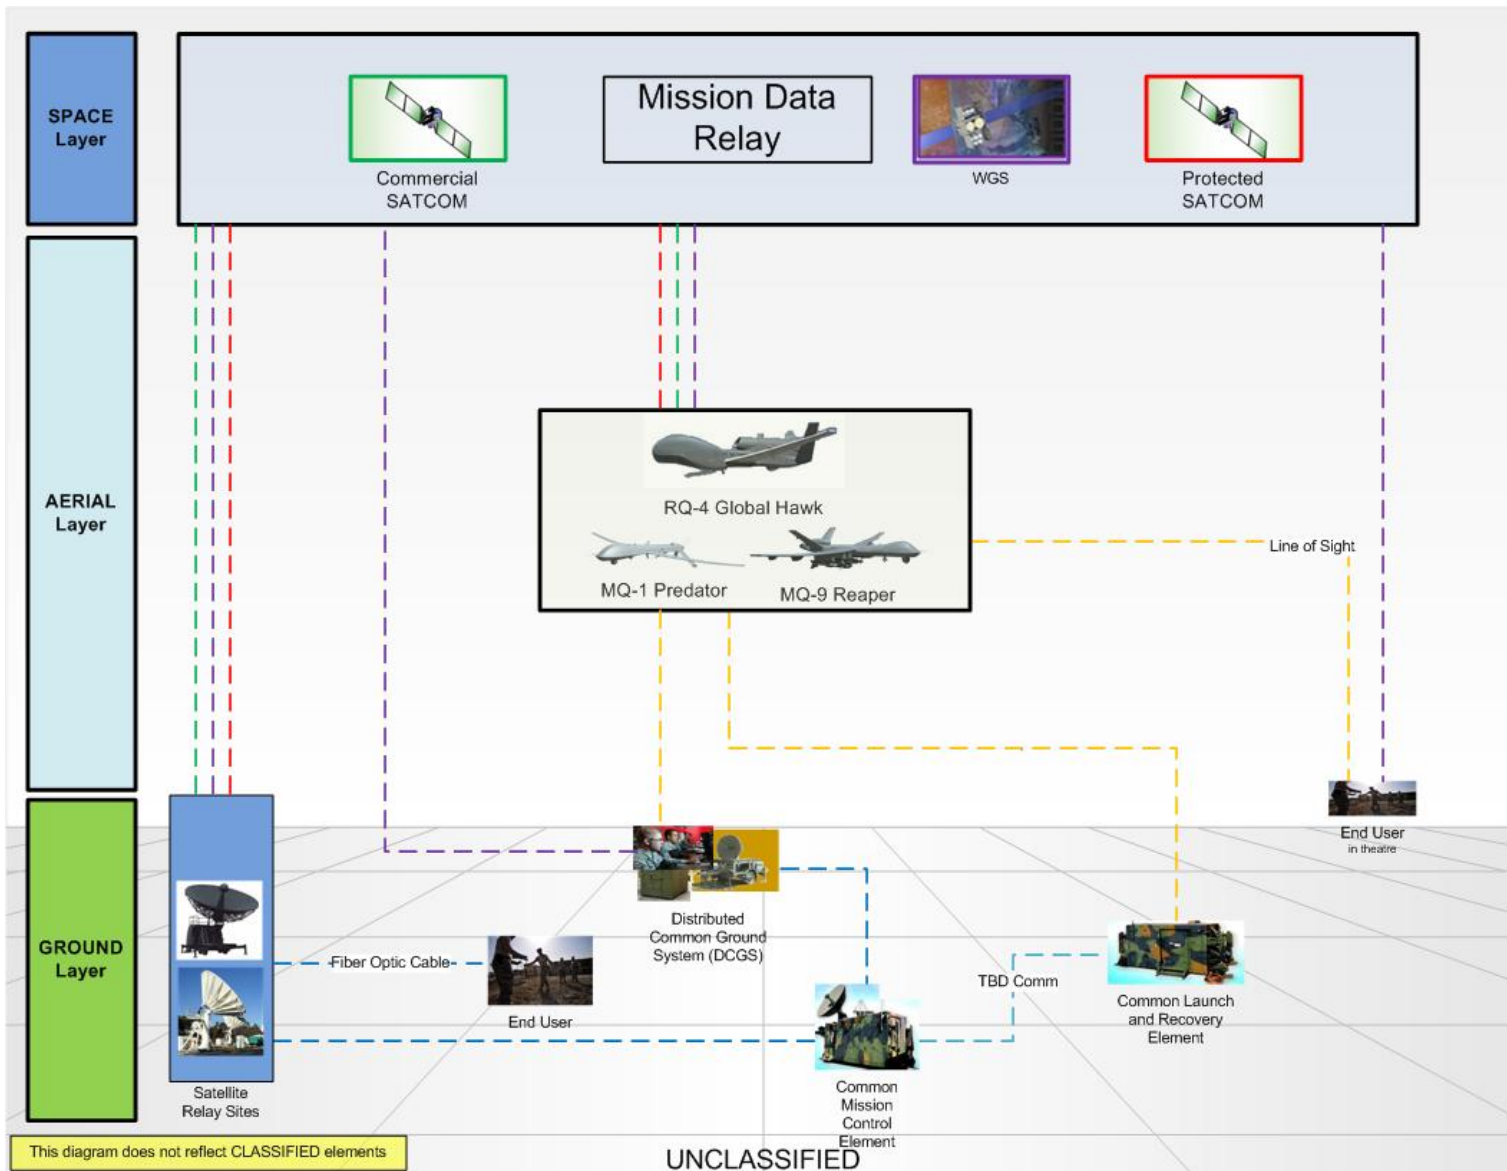 SPACE
Layer
Mission Data
Relay
Commercial
SATCOM
WGS
Protected
SATCOM
AERIAL
Layer
RQ-4 Global Hawk
MQ-1 Predator
MQ-9 Reaper
Line of Sight
End User
in theatre
GROUND
Layer
Distributed
Common Ground
System (DCGS)
Fiber Optic Cable
End User
TBD Comm
Common Launch
and Recovery
Element
Satellite
Relay Sites
Common
Mission
Control
Element
This diagram does not reflect CLASSIFIED elements
UNCLASSIFIED